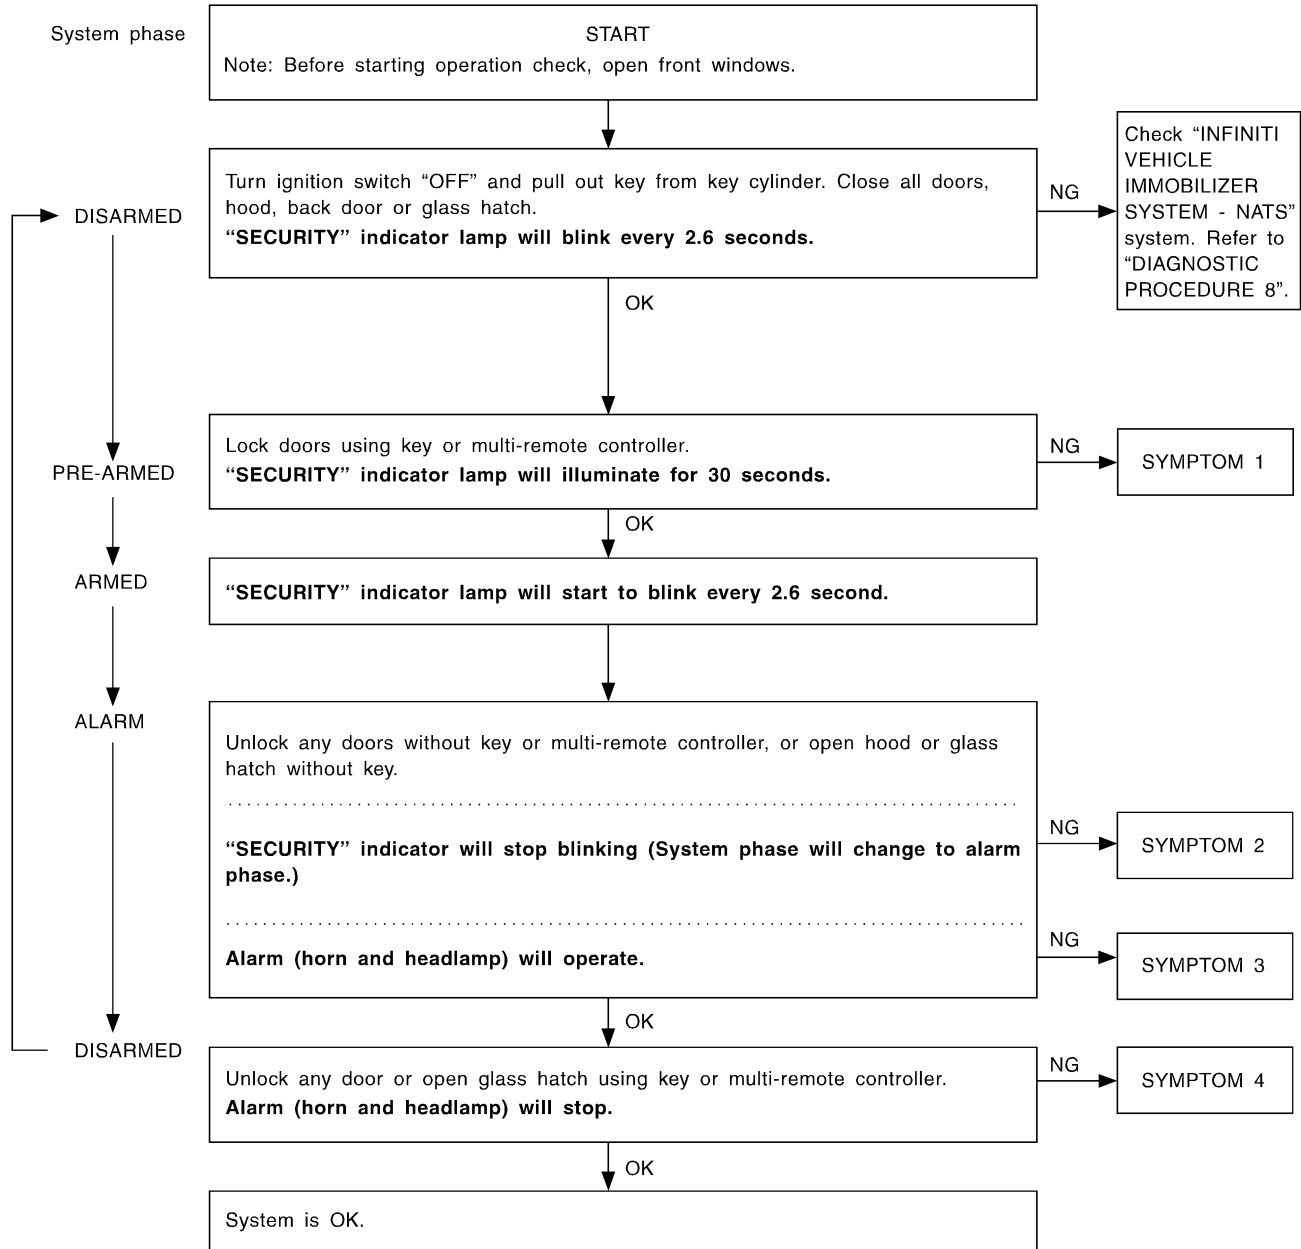 System phase
START
Note: Before starting operation check, open front windows.
DISARMED
Turn ignition switch “OFF” and pull out key from key cylinder. Close all doors,
hood, back door or glass hatch.
“SECURITY” indicator lamp will blink every 2.6 seconds.
NG
Check “INFINITI
VEHICLE
IMMOBILIZER
SYSTEM - NATS”
system. Refer to
“DIAGNOSTIC
PROCEDURE 8”.
OK
PRE-ARMED
Lock doors using key or multi-remote controller.
“SECURITY” indicator lamp will illuminate for 30 seconds.
NG
SYMPTOM 1
OK
ARMED
“SECURITY” indicator lamp will start to blink every 2.6 second.
ALARM
Unlock any doors without key or multi-remote controller, or open hood or glass
hatch without key.
“SECURITY” indicator will stop blinking (System phase will change to alarm
phase.)
NG
SYMPTOM 2
Alarm (horn and headlamp) will operate.
NG
SYMPTOM 3
OK
DISARMED
Unlock any door or open glass hatch using key or multi-remote controller.
Alarm (horn and headlamp) will stop.
NG
SYMPTOM 4
OK
System is OK.